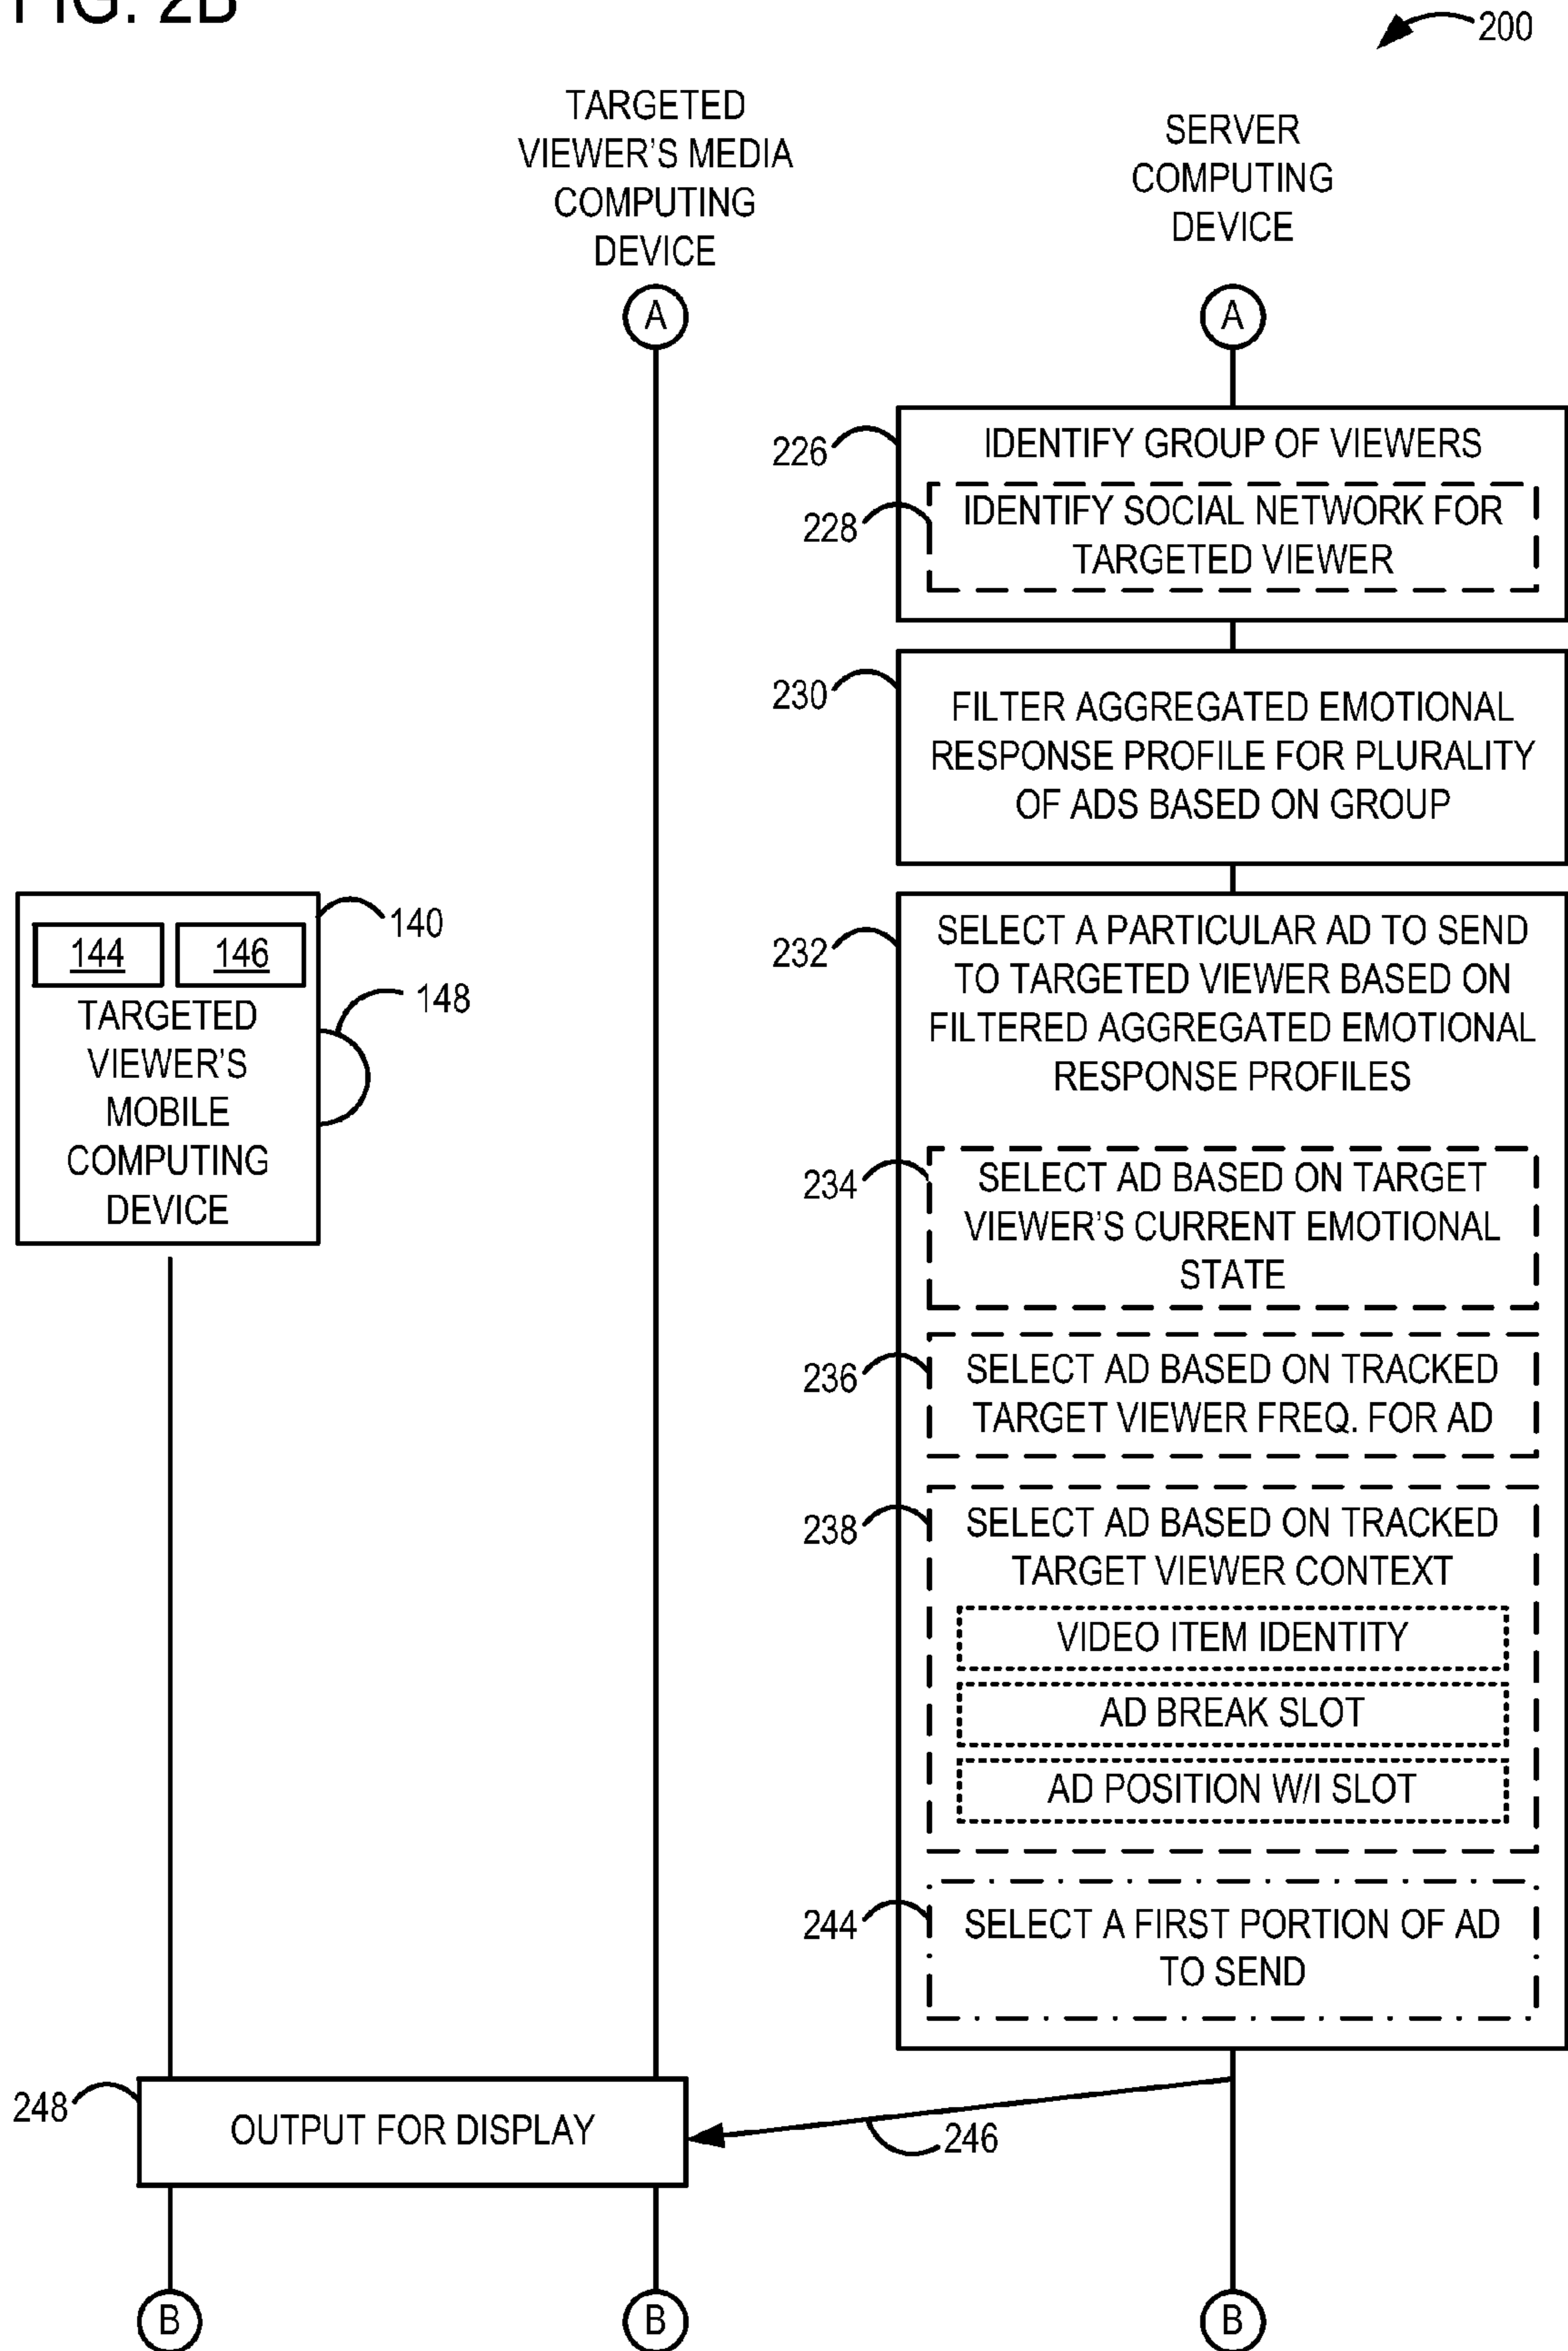 FIG. 2B
200
TARGETED
VIEWER'S MEDIA
COMPUTING
DEVICE
SERVER
COMPUTING
DEVICE
A
A
226
IDENTIFY GROUP OF VIEWERS
228
IDENTIFY SOCIAL NETWORK FOR
TARGETED VIEWER
230
FILTER AGGREGATED EMOTIONAL
RESPONSE PROFILE FOR PLURALITY
OF ADS BASED ON GROUP
140
144
146
148
TARGETED
VIEWER'S
MOBILE
COMPUTING
DEVICE
232
SELECT A PARTICULAR AD TO SEND
TO TARGETED VIEWER BASED ON
FILTERED AGGREGATED EMOTIONAL
RESPONSE PROFILES
234
SELECT AD BASED ON TARGET
VIEWER'S CURRENT EMOTIONAL
STATE
236
SELECT AD BASED ON TRACKED
TARGET VIEWER FREQ. FOR AD
238
SELECT AD BASED ON TRACKED
TARGET VIEWER CONTEXT
VIDEO ITEM IDENTITY
AD BREAK SLOT
AD POSITION W/I SLOT
244
SELECT A FIRST PORTION OF AD
TO SEND
248
OUTPUT FOR DISPLAY
246
B
B
B